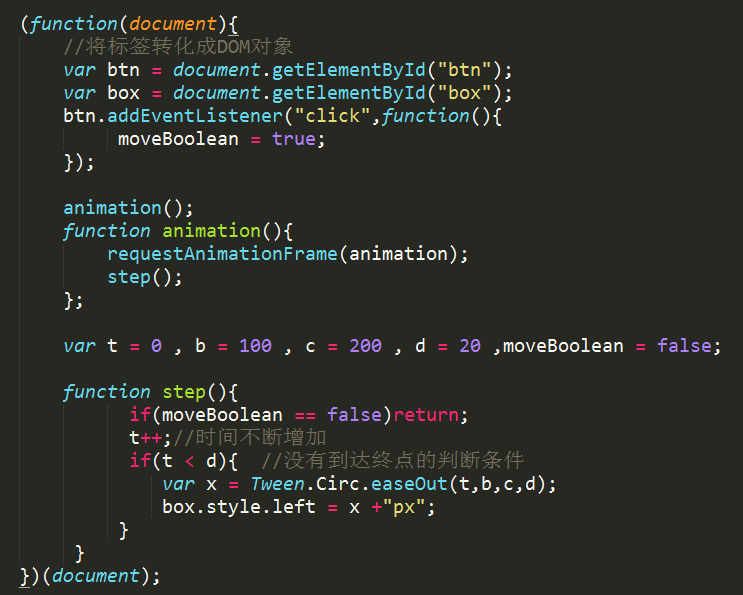 (function(document){
//将标签转化成DOM对象
var btn = document.getElementById("btn");
var box = document.getElementById("box");
btn.addEventListener("click",function(){
moveBoolean = true;
});
animation();
function animation(){
requestAnimationFrame(animation);
step();
};
var t = 0 , b = 100 , c = 200 , d = 20 ,moveBoolean = false;
function step(){
if(moveBoolean == false)return;
t++;//时间不断增加
if(t < d){  //没有到达终点的判断条件
var x = Tween.Circ.easeOut(t,b,c,d);
box.style.left = x +"px";
}
}
})(document);